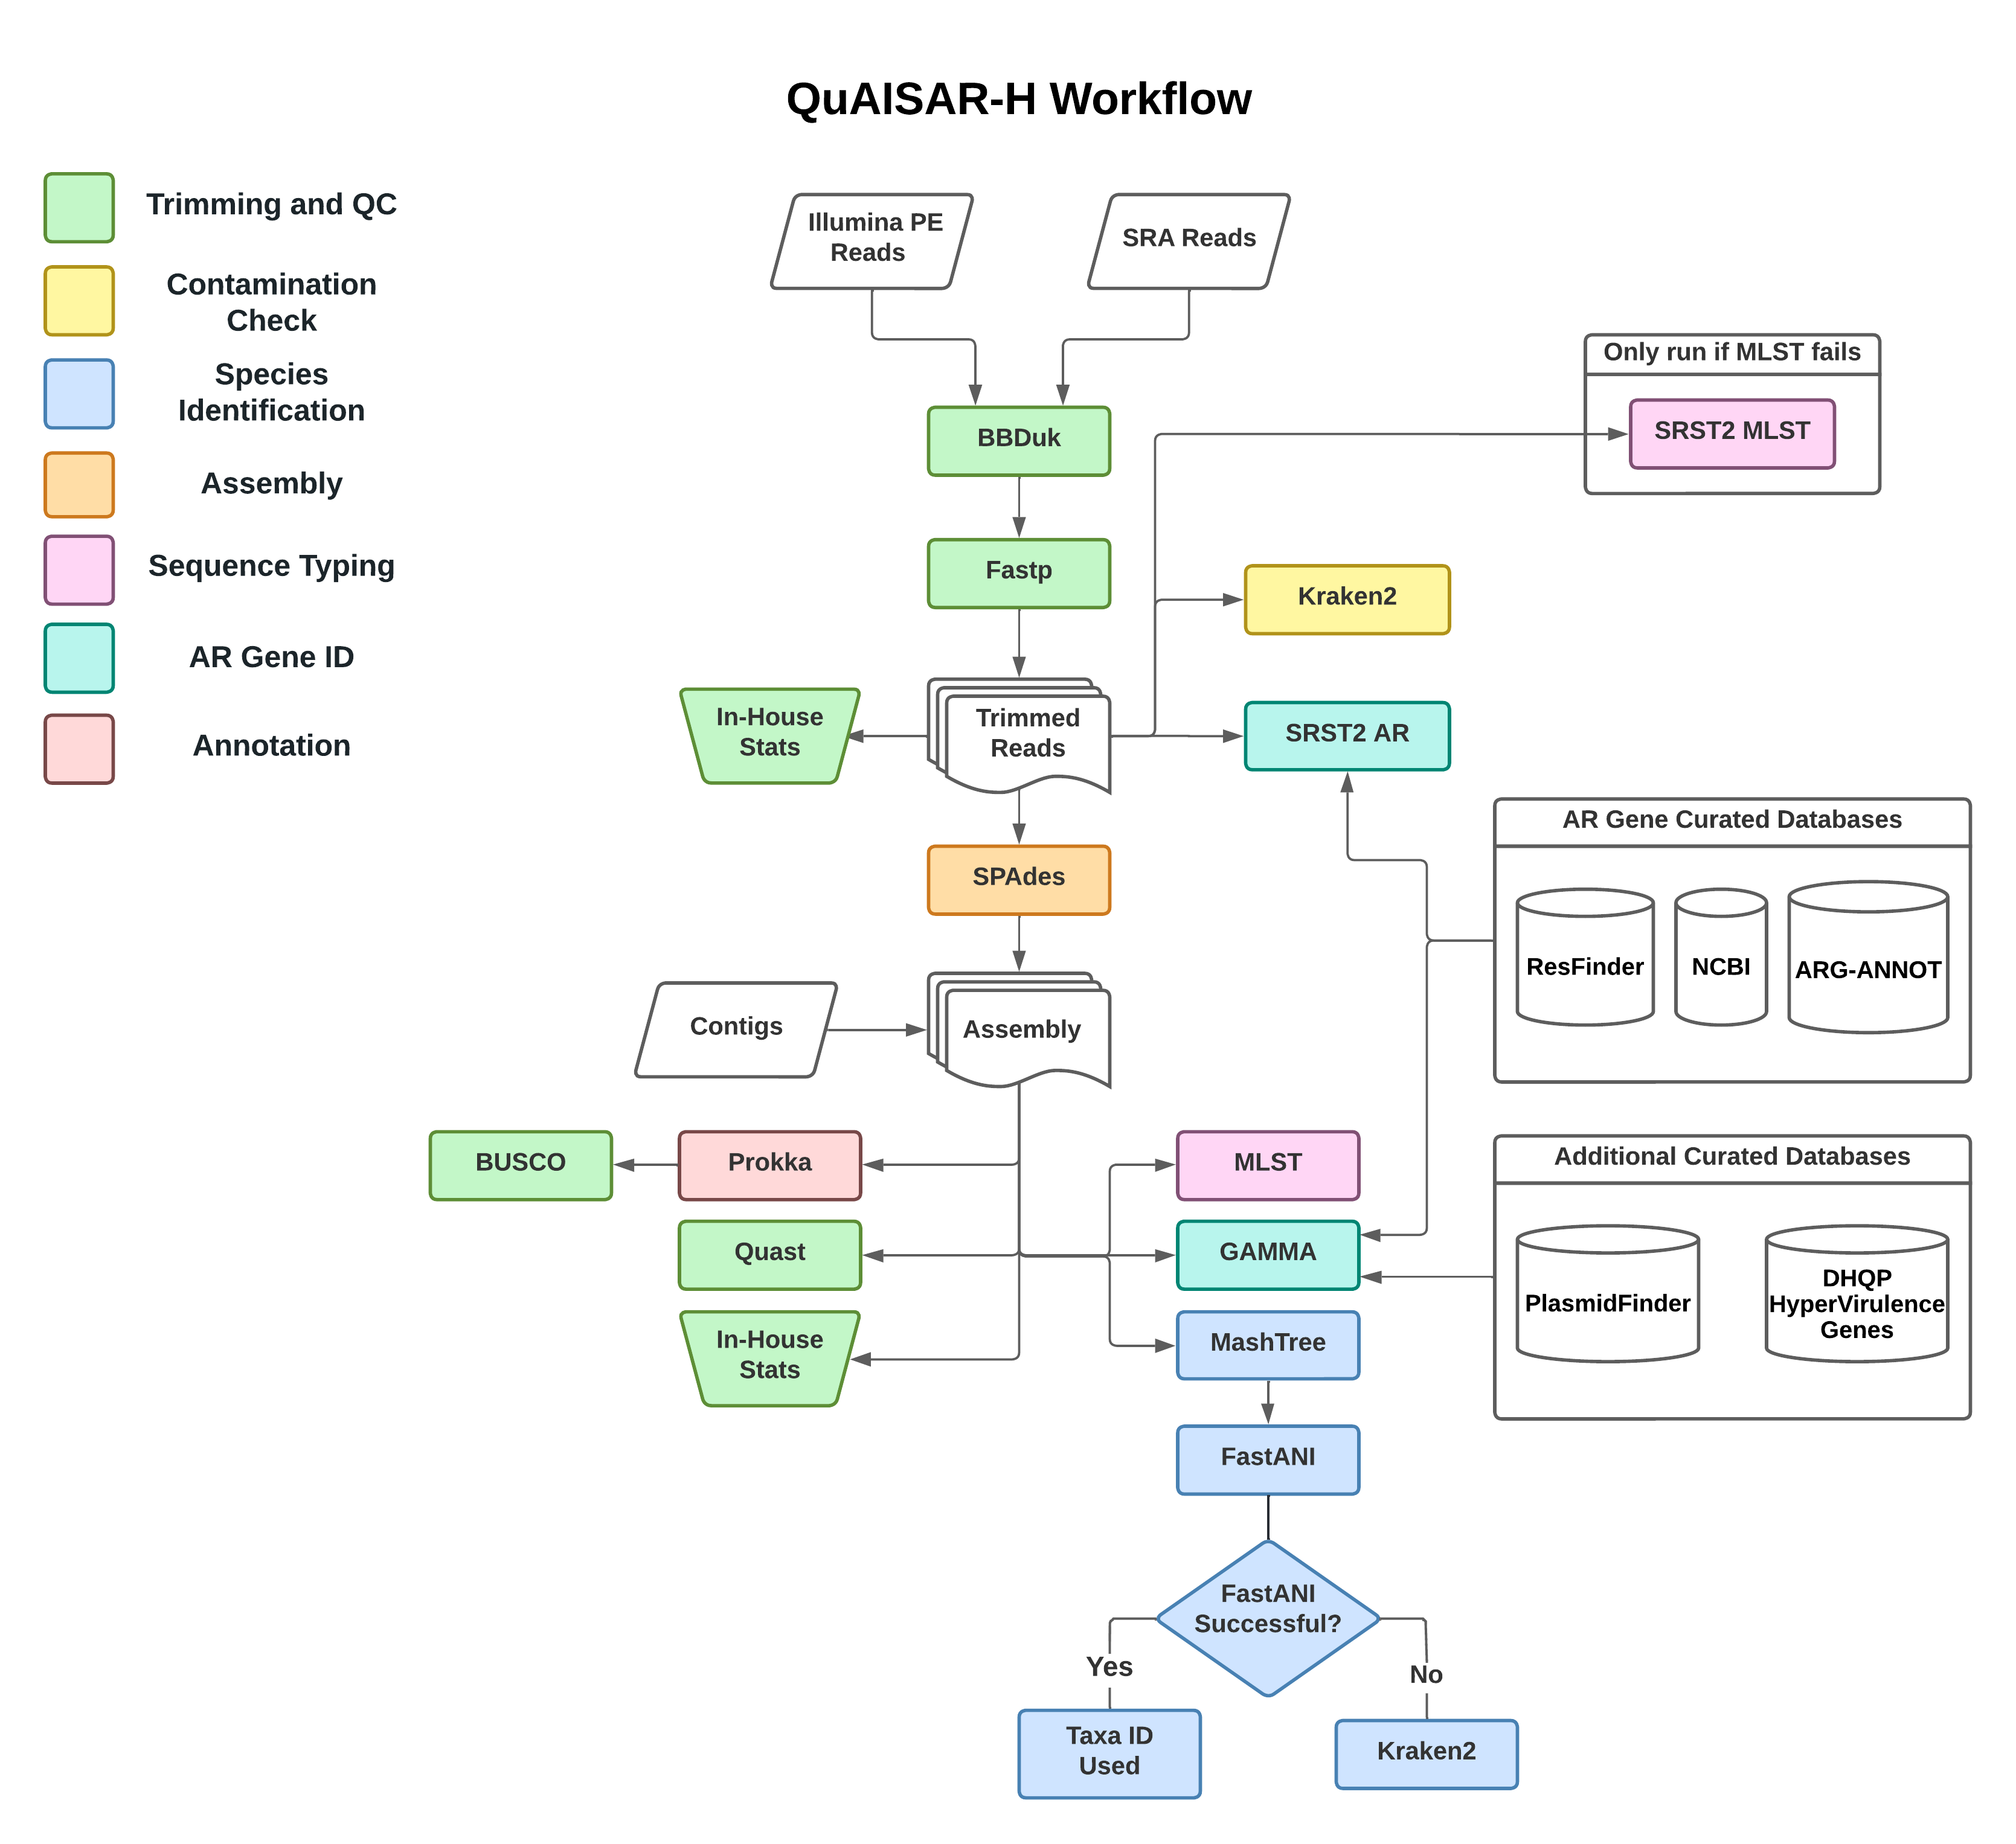 QuAISAR-H Workflow
Trimming and QC
Contamination
Check
Species
Identification
Assembly
Sequence Typing
AR Gene ID
Annotation
Illumina PE
Reads
SRA Reads
BBDuk
Only run if MLST fails
SRST2 MLST
Fastp
Kraken2
In-House
Stats
Trimmed
Reads
SRST2 AR
SPAdes
AR Gene Curated Databases
ResFinder
NCBI
ARG-ANNOT
Contigs
Assembly
BUSCO
Prokka
MLST
Quast
GAMMA
Additional Curated Databases
PlasmidFinder
DHQP
HyperVirulence
Genes
In-House
Stats
MashTree
FastANI
FastANI
Successful?
Yes
No
Taxa ID
Used
Kraken2